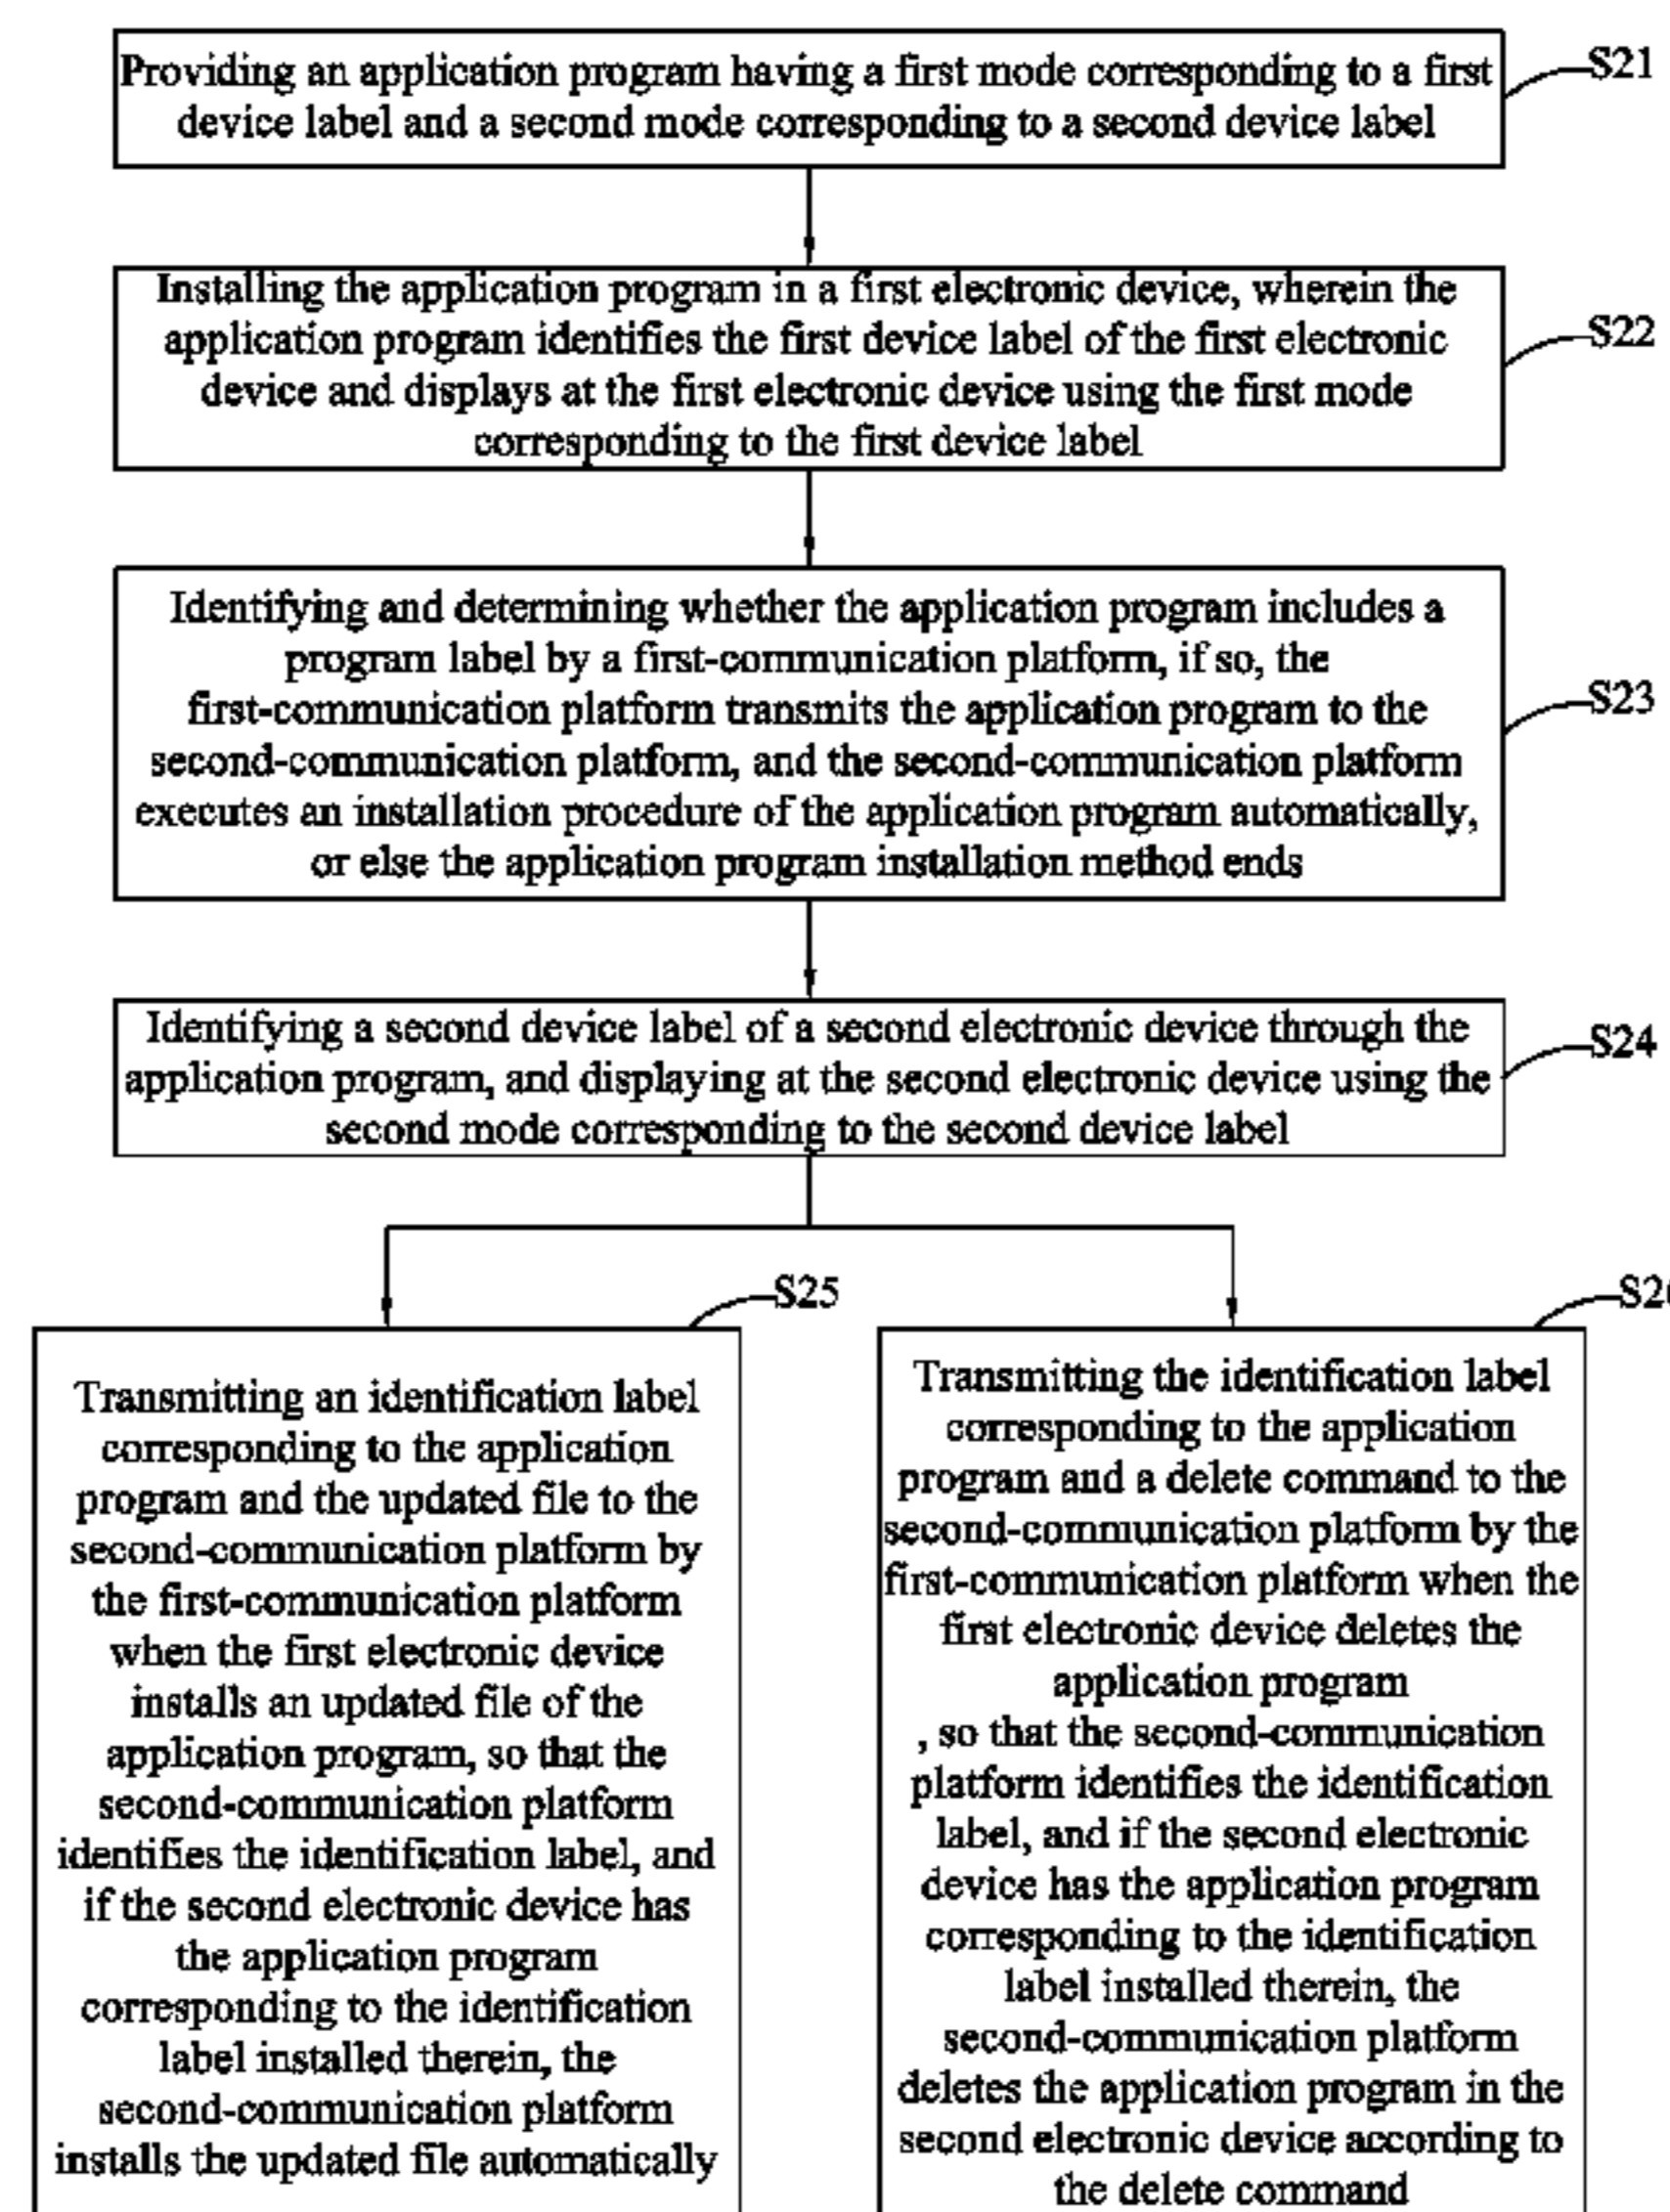 Providing an application program having a first mode corresponding to a first
device label and a second mode corresponding to a second device label
S21
Installing the application program in a first electronic device, wherein the
application program identifies the first device label of the first electronic
device and displays at the first electronic device using the first mode
corresponding to the first device label
S22
Identifying and determining whether the application program includes a
program label by a first-communication platform, if so, the
first-communication platform transmits the application program to the
second-communication platform, and the second-communication platform
executes an installation procedure of the application program automatically,
or else the application program installation method ends
S23
Identifying a second device label of a second electronic device through the
application program, and displaying at the second electronic device using the
second mode corresponding to the second device label
S24
S25
Transmitting an identification label
corresponding to the application
program and the updated file to the
second-communication platform by
the first-communication platform
when the first electronic device
installs an updated file of the
application program, so that the
second-communication platform
identifies the identification label, and
if the second electronic device has
the application program
corresponding to the identification
label installed therein, the
second-communication platform
installs the updated file automatically
Transmitting the identification label
corresponding to the application
program and a delete command to the
second-communication platform by the
first-communication platform when the
first electronic device deletes the
application program
, so that the second-communication
platform identifies the identification
label, and if the second electronic
device has the application program
corresponding to the identification
label installed therein, the
second-communication platform
deletes the application program in the
second electronic device according to
the delete command